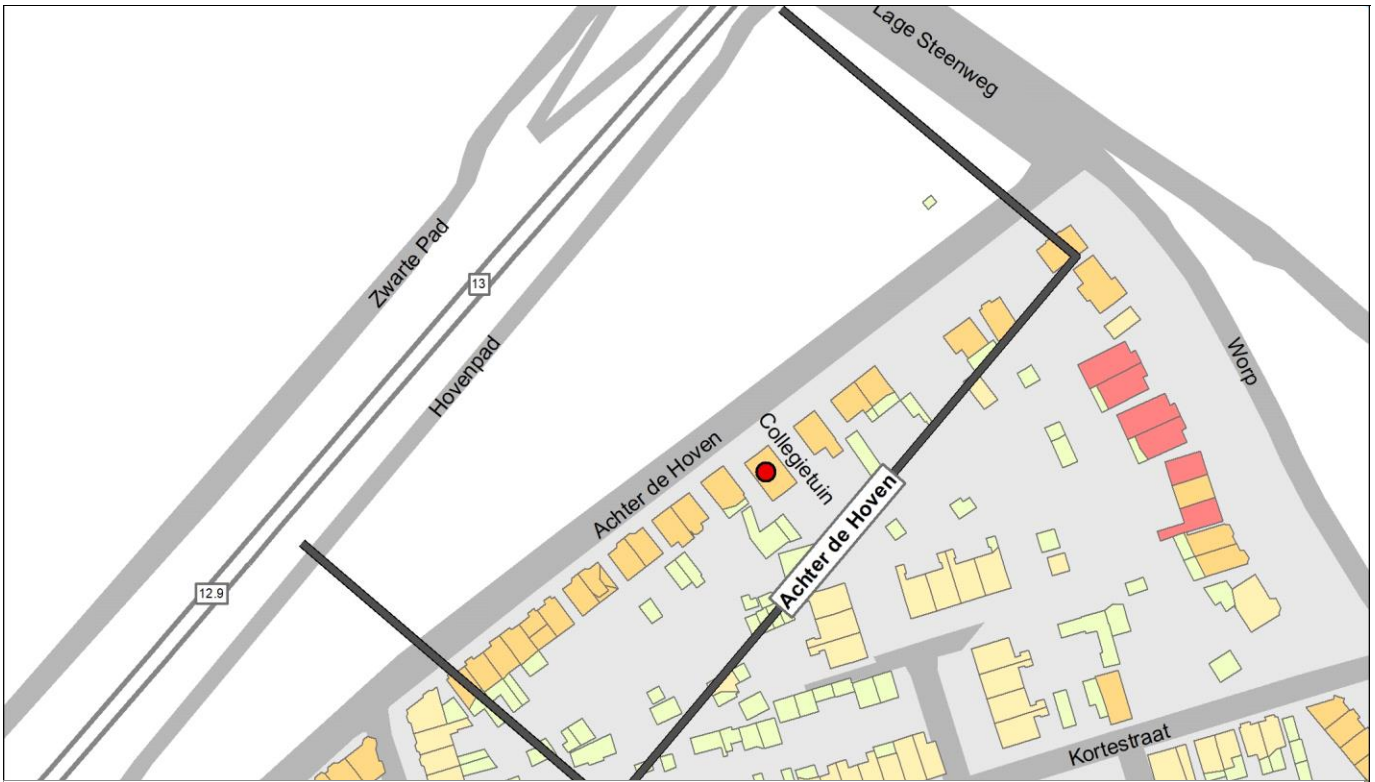 Lage Steenweg
Zwarte Pad
13
Hovenpad
Worp
Collegietuin
Achter de Hoven
Achter de Hoven
12.9
Kortestraat